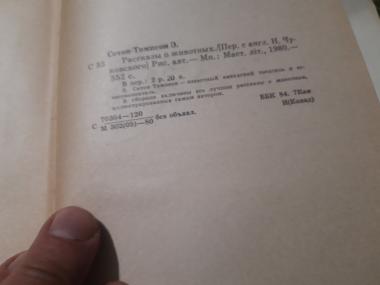 Сетон-Томпсон Э.
С 33 Рассказы о животных./[Пер. с англ. Н. Чу-
ковского] Рис. авт. — Мн.: Маст. літ., 1980. —
352 с.
В пер.: 2 р. 20 к.
Э. Сетон-Томпсон — известный канадский писатель и
В сборник включены его лучшие рассказы о животных,
иллюстрированные самим автором.
70304—120
С без объявл.
М 302(05)—80
ББК 84. 7Кан
И(Канад)